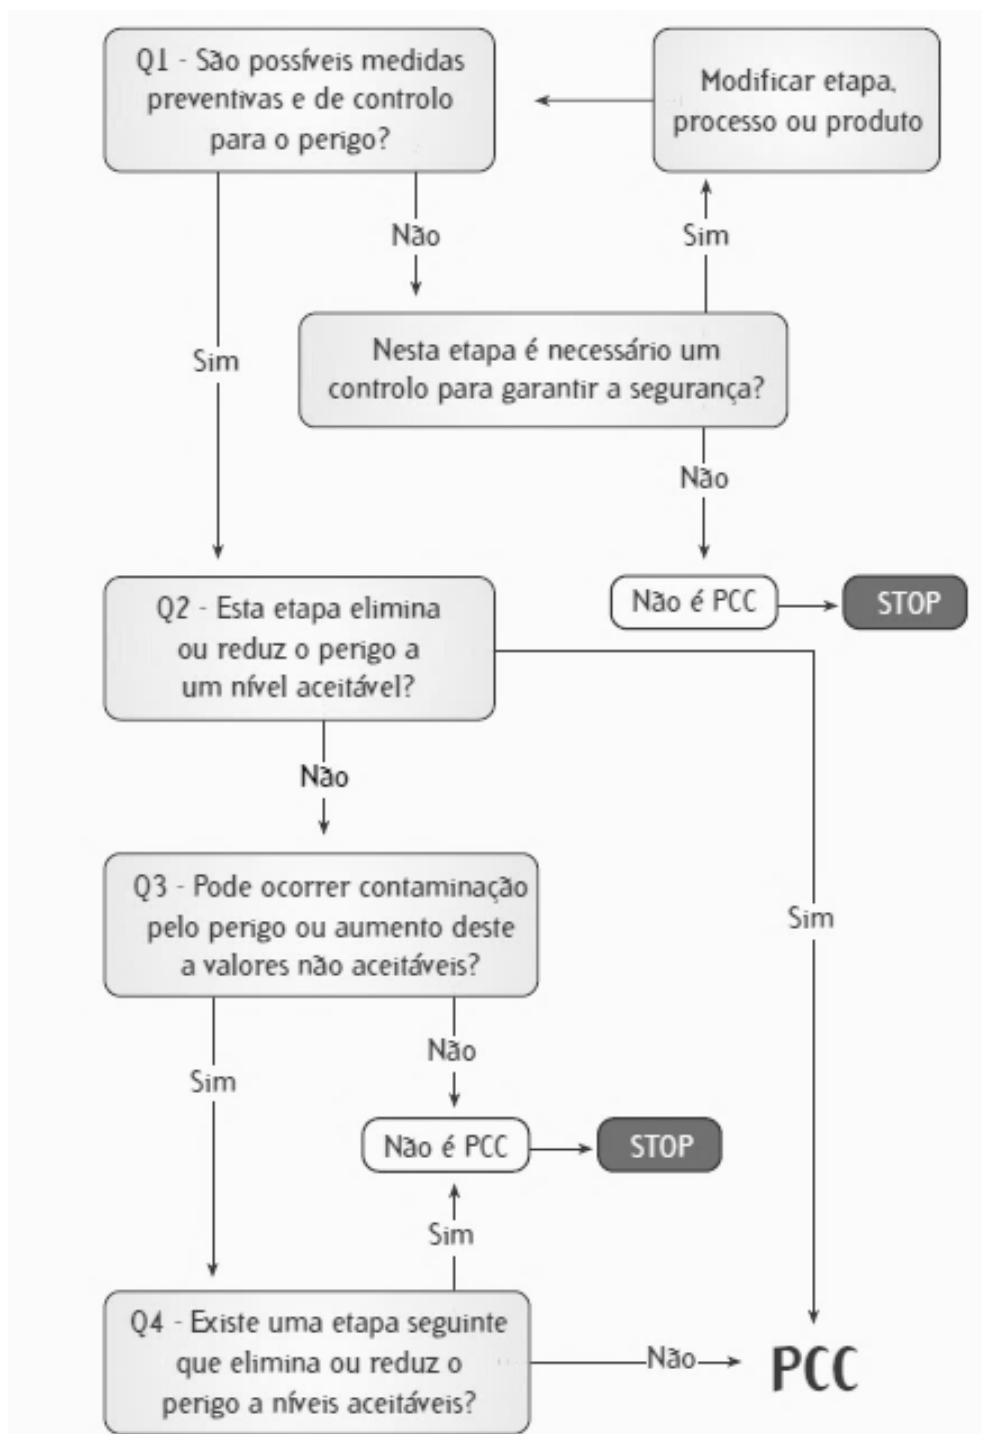 Q1 - São possíveis medidas
preventivas e de controlo
para o perigo?
Modificar etapa,
processo ou produto
Não
Sim
Sim
Nesta etapa é necessário um
controlo para garantir a segurança?
Não
Não é PCC
STOP
Q2 - Esta etapa elimina
ou reduz o perigo a
um nível aceitável?
Não
Q3 - Pode ocorrer contaminação
pelo perigo ou aumento deste
a valores não aceitáveis?
Sim
Não
Sim
Não é PCC
STOP
Sim
Q4 - Existe uma etapa seguinte
que elimina ou reduz o
perigo a níveis aceitáveis?
Não
PCC